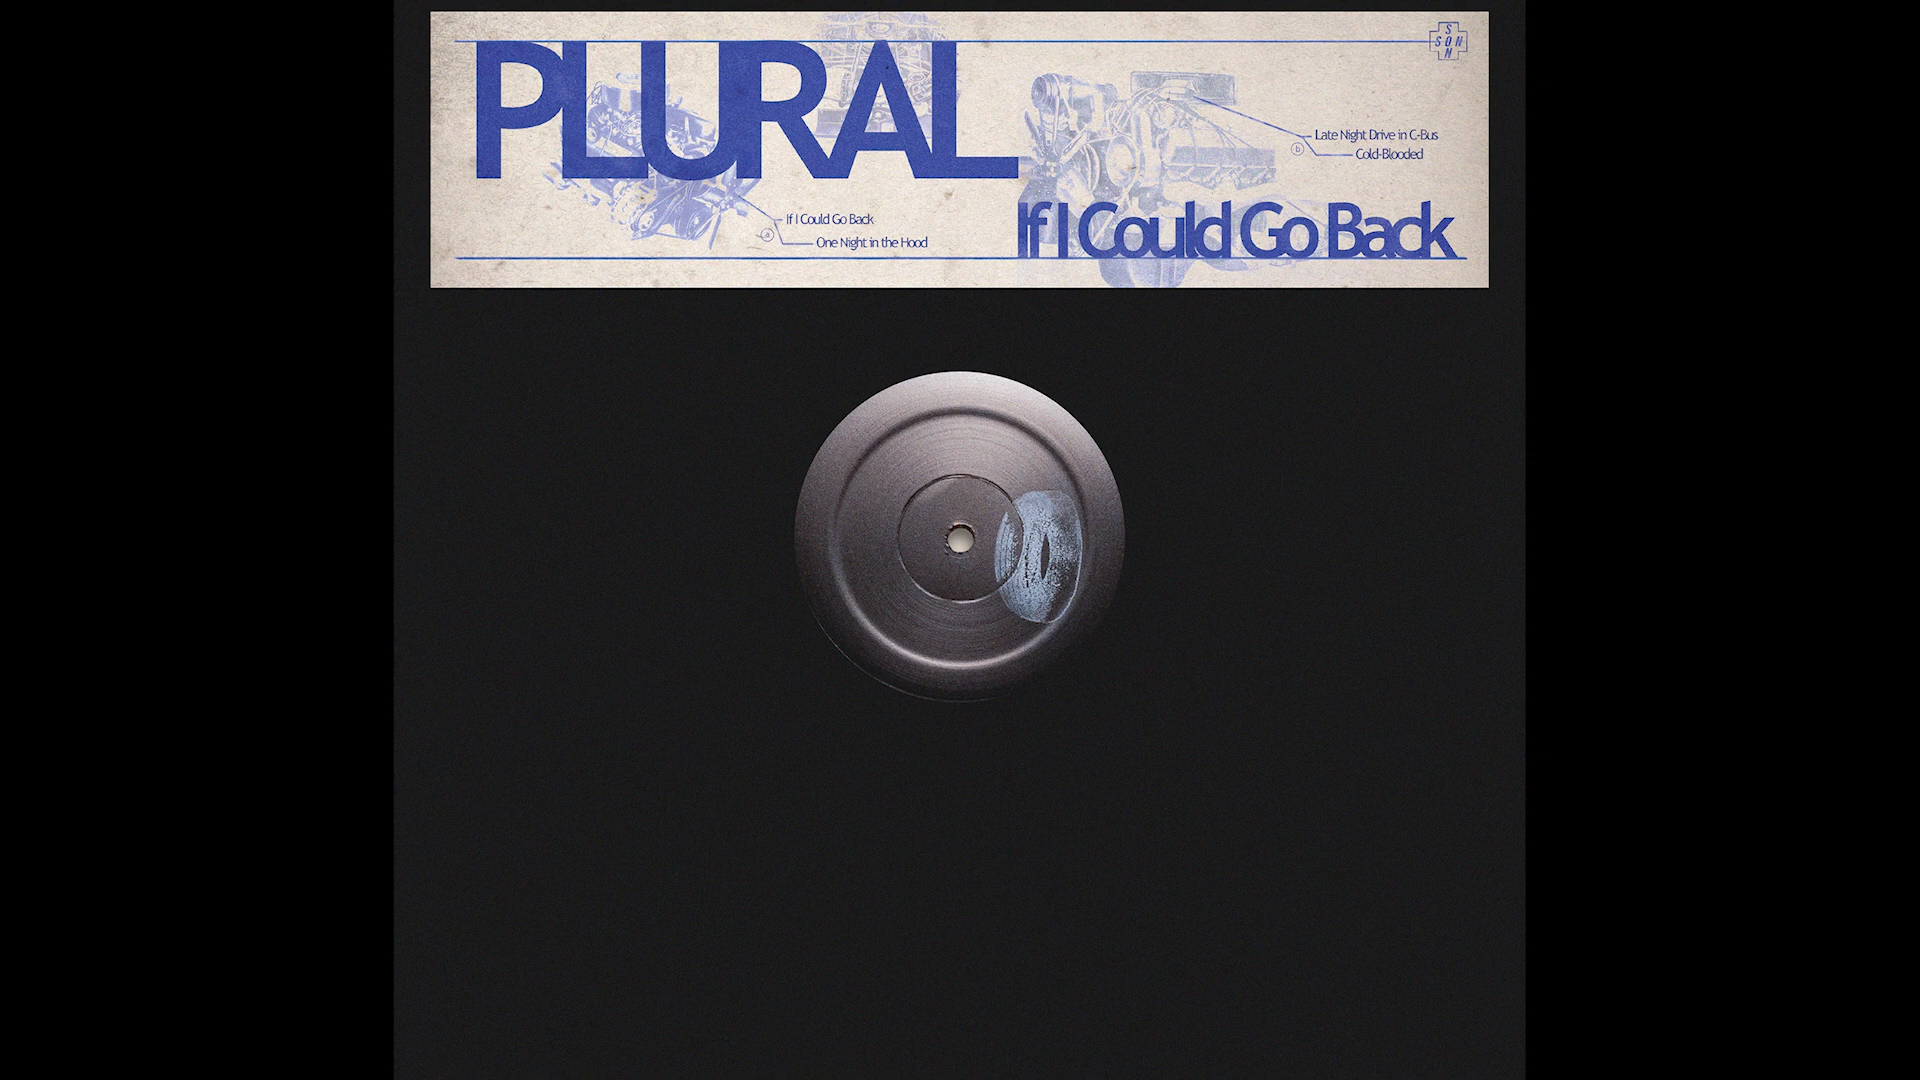 PLURAL
S
SON
N
Late Night Drive in C-Bus
b
Cold-Blooded
If I Could Go Back
a
One Night in the Hood
If I Could Go Back